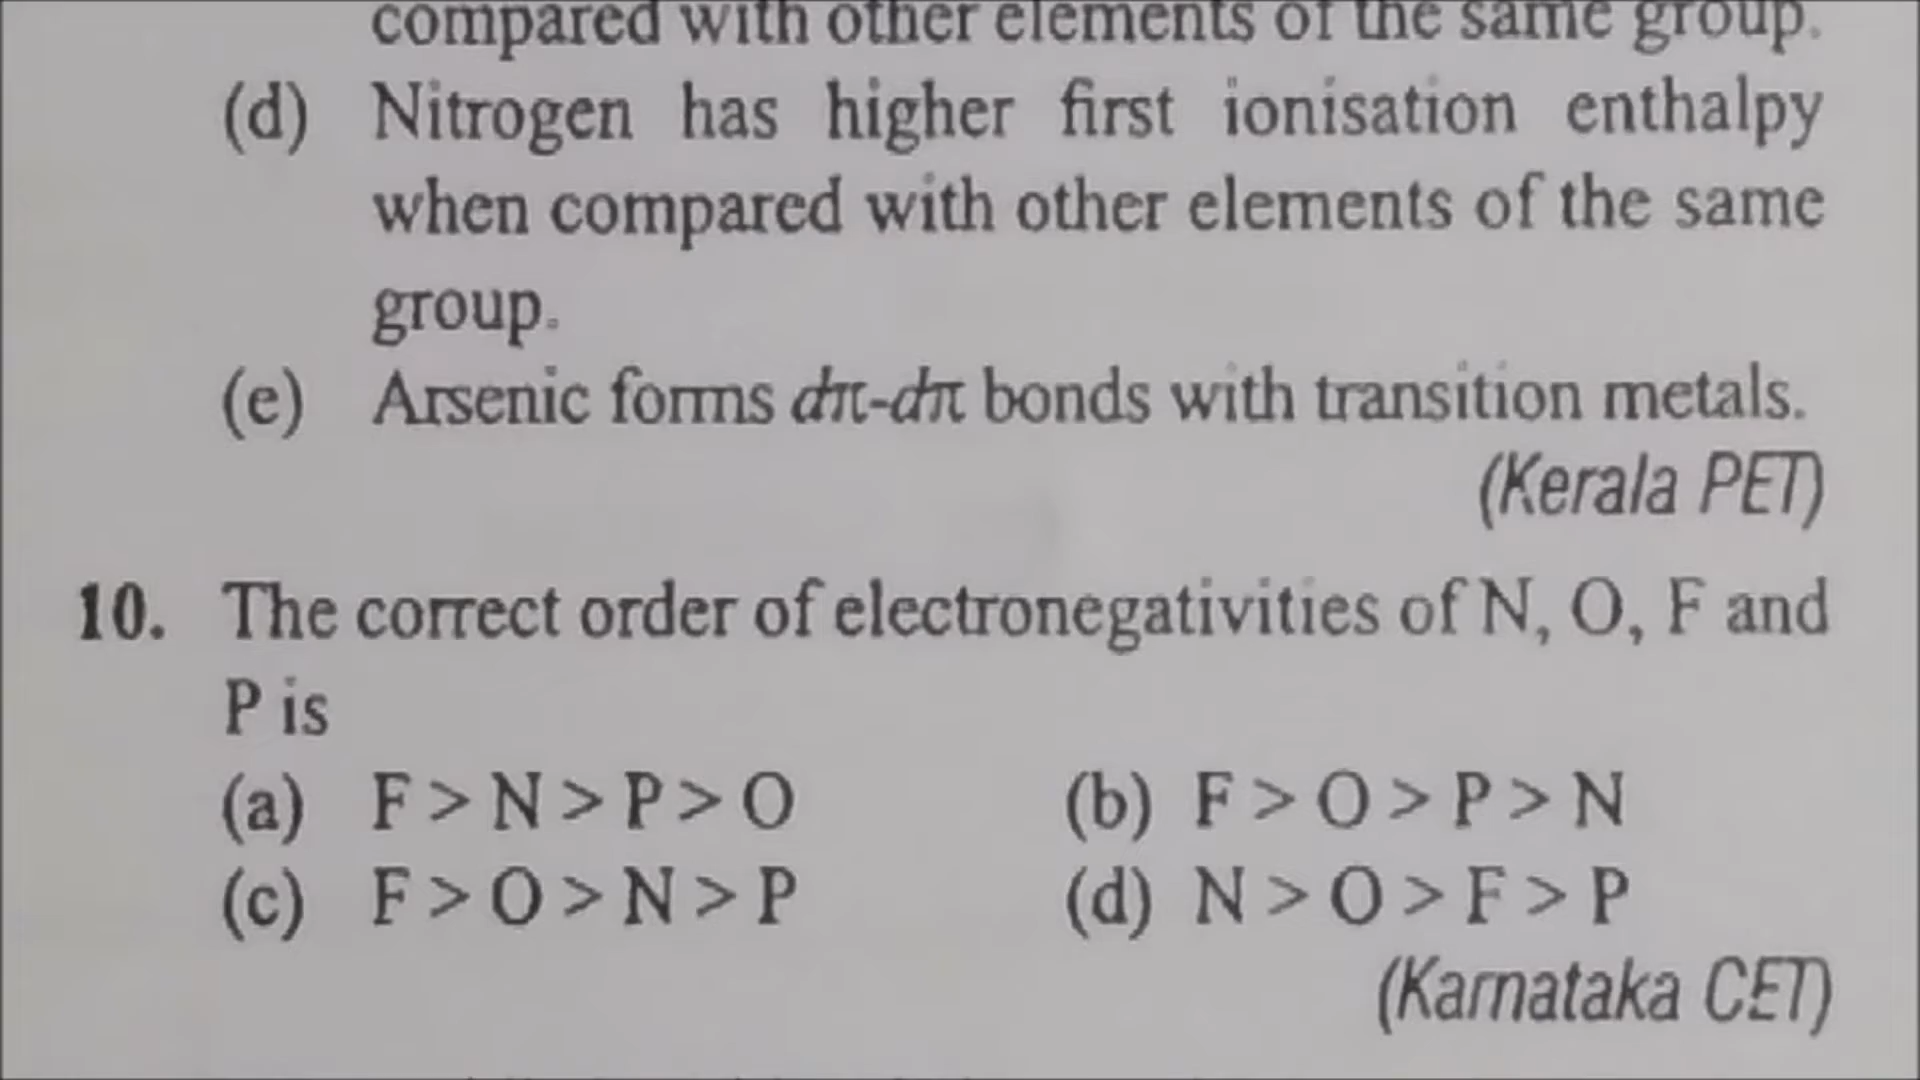 compared with other elements of the same group.
(d) Nitrogen has higher first ionisation enthalpy
when compared with other elements of the same
group.
(e) Arsenic forms dπ-dπ bonds with transition metals.
(Kerala PET)
10. The correct order of electronegativities of N, O, F and
P is
(a) F > N > P > O (b) F > O > P > N
(c) F > O > N > P (d) N > O > F > P
(Karnataka CET)